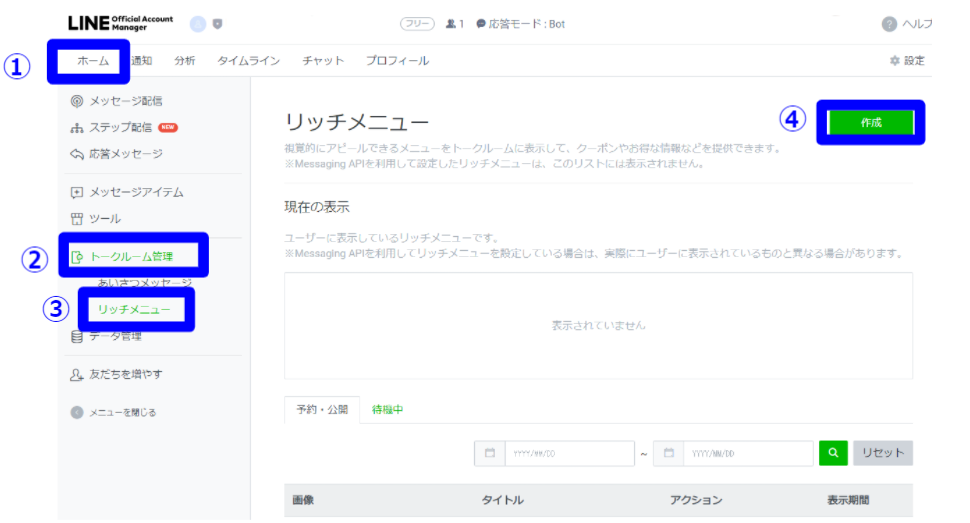 LINE Official Account Manager
フリー 1 応答モード : Bot
? ヘルプ
① ホーム 通知 分析 タイムライン チャット プロフィール
設定
メッセージ配信
ステップ配信 NEW
応答メッセージ
メッセージアイテム
ツール
② トークルーム管理
あいさつメッセージ
③ リッチメニュー
データ管理
友だちを増やす
メニューを閉じる
リッチメニュー
④ 作成
視覚的にアピールできるメニューをトークルームに表示して、クーポンやお得な情報などを提供できます。
※Messaging APIを利用して設定したリッチメニューは、このリストには表示されません。
現在の表示
ユーザーに表示しているリッチメニューです。
※Messaging APIを利用してリッチメニューを設定している場合は、実際にユーザーに表示されているものと異なる場合があります。
表示されていません
予約・公開 待機中
YYYY/MM/DD ~ YYYY/MM/DD リセット
画像 タイトル アクション 表示期間